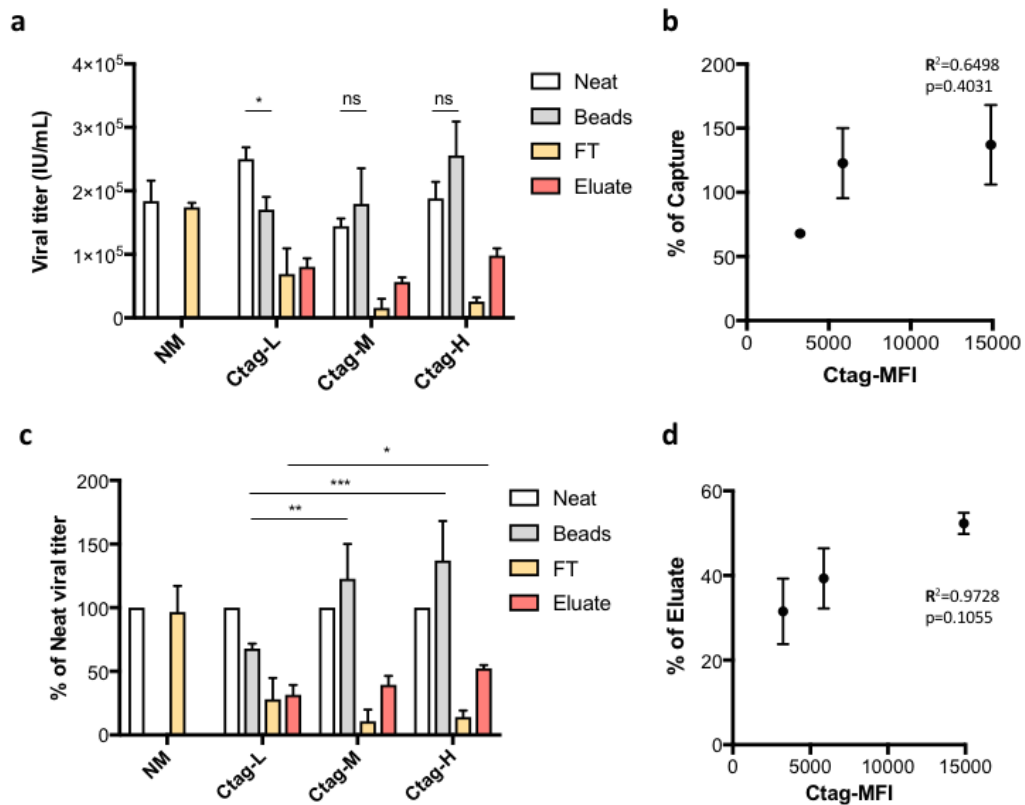 a
Viral titer (IU/mL)
4×10⁵
3×10⁵
2×10⁵
1×10⁵
0
*
ns
ns
NM
Ctag-L
Ctag-M
Ctag-H
Neat
Beads
FT
Eluate
b
% of Capture
200
150
100
50
0
R²=0.6498
p=0.4031
0
5000
10000
15000
Ctag-MFI
c
% of Neat viral titer
200
150
100
50
0
*
***
**
NM
Ctag-L
Ctag-M
Ctag-H
Neat
Beads
FT
Eluate
d
% of Eluate
60
40
20
0
R²=0.9728
p=0.1055
0
5000
10000
15000
Ctag-MFI